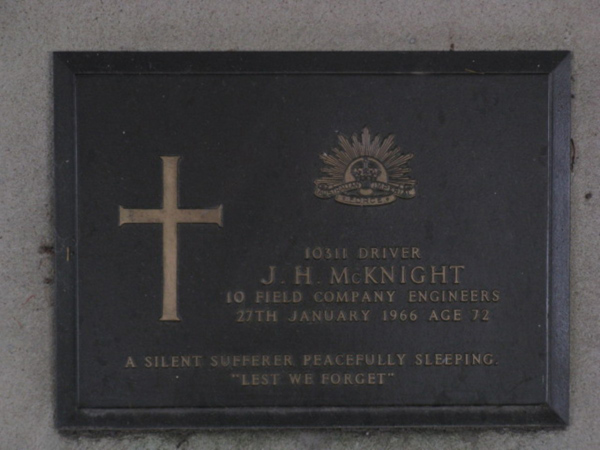 10311 DRIVER
J. H. McKNIGHT
10 FIELD COMPANY ENGINEERS
27TH JANUARY 1966 AGE 72
A SILENT SUFFERER PEACEFULLY SLEEPING.
"LEST WE FORGET"